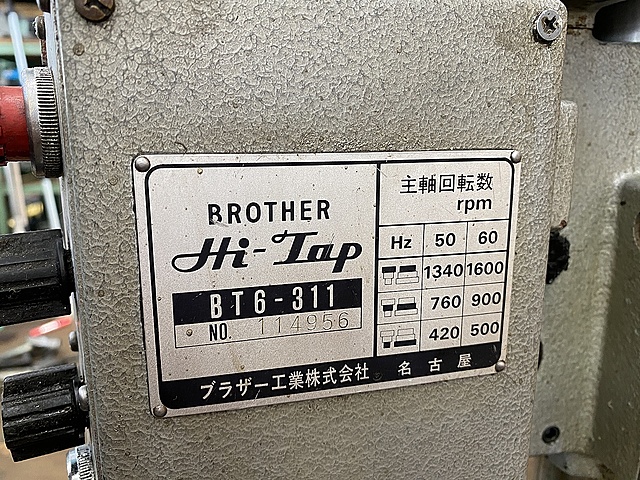 BROTHER
Hi-Tap
BT6-311
NO. 114956
主軸回転数
rpm
Hz 50 60
1340 1600
760 900
420 500
ブラザー工業株式会社 名古屋